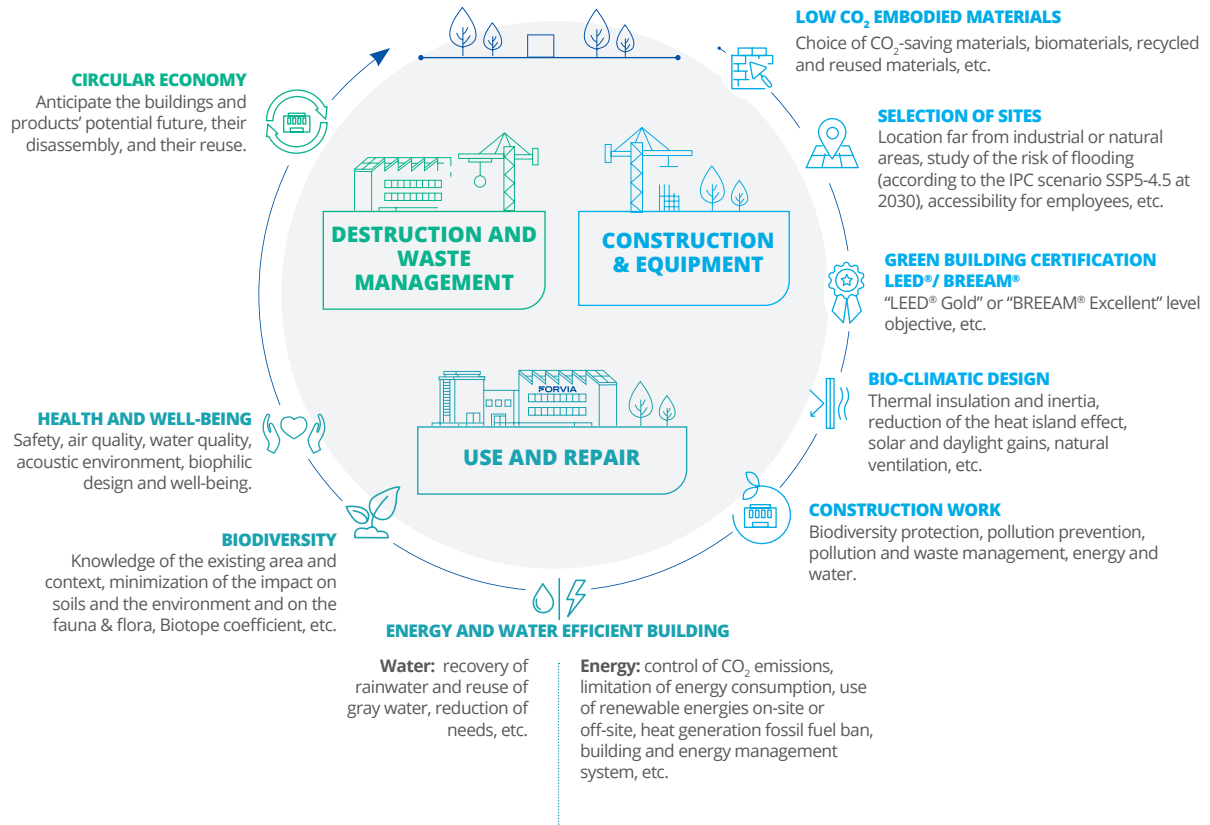 LOW CO₂ EMBODIED MATERIALS
Choice of CO₂-saving materials, biomaterials, recycled
and reused materials, etc.
SELECTION OF SITES
Location far from industrial or natural
areas, study of the risk of flooding
(according to the IPC scenario SSP5-4.5 at
2030), accessibility for employees, etc.
GREEN BUILDING CERTIFICATION
LEED®/ BREEAM®
“LEED® Gold” or “BREEAM® Excellent” level
objective, etc.
BIO-CLIMATIC DESIGN
Thermal insulation and inertia,
reduction of the heat island effect,
solar and daylight gains, natural
ventilation, etc.
CONSTRUCTION WORK
Biodiversity protection, pollution prevention,
pollution and waste management, energy and
water.
ENERGY AND WATER EFFICIENT BUILDING
Water: recovery of
rainwater and reuse of
gray water, reduction of
needs, etc.
Energy: control of CO₂ emissions,
limitation of energy consumption, use
of renewable energies on-site or
off-site, heat generation fossil fuel ban,
building and energy management
system, etc.
BIODIVERSITY
Knowledge of the existing area and
context, minimization of the impact on
soils and the environment and on the
fauna & flora, Biotope coefficient, etc.
HEALTH AND WELL-BEING
Safety, air quality, water quality,
acoustic environment, biophilic
design and well-being.
CIRCULAR ECONOMY
Anticipate the buildings and
products’ potential future, their
disassembly, and their reuse.
DESTRUCTION AND
WASTE
MANAGEMENT
CONSTRUCTION
& EQUIPMENT
FORVIA
USE AND REPAIR